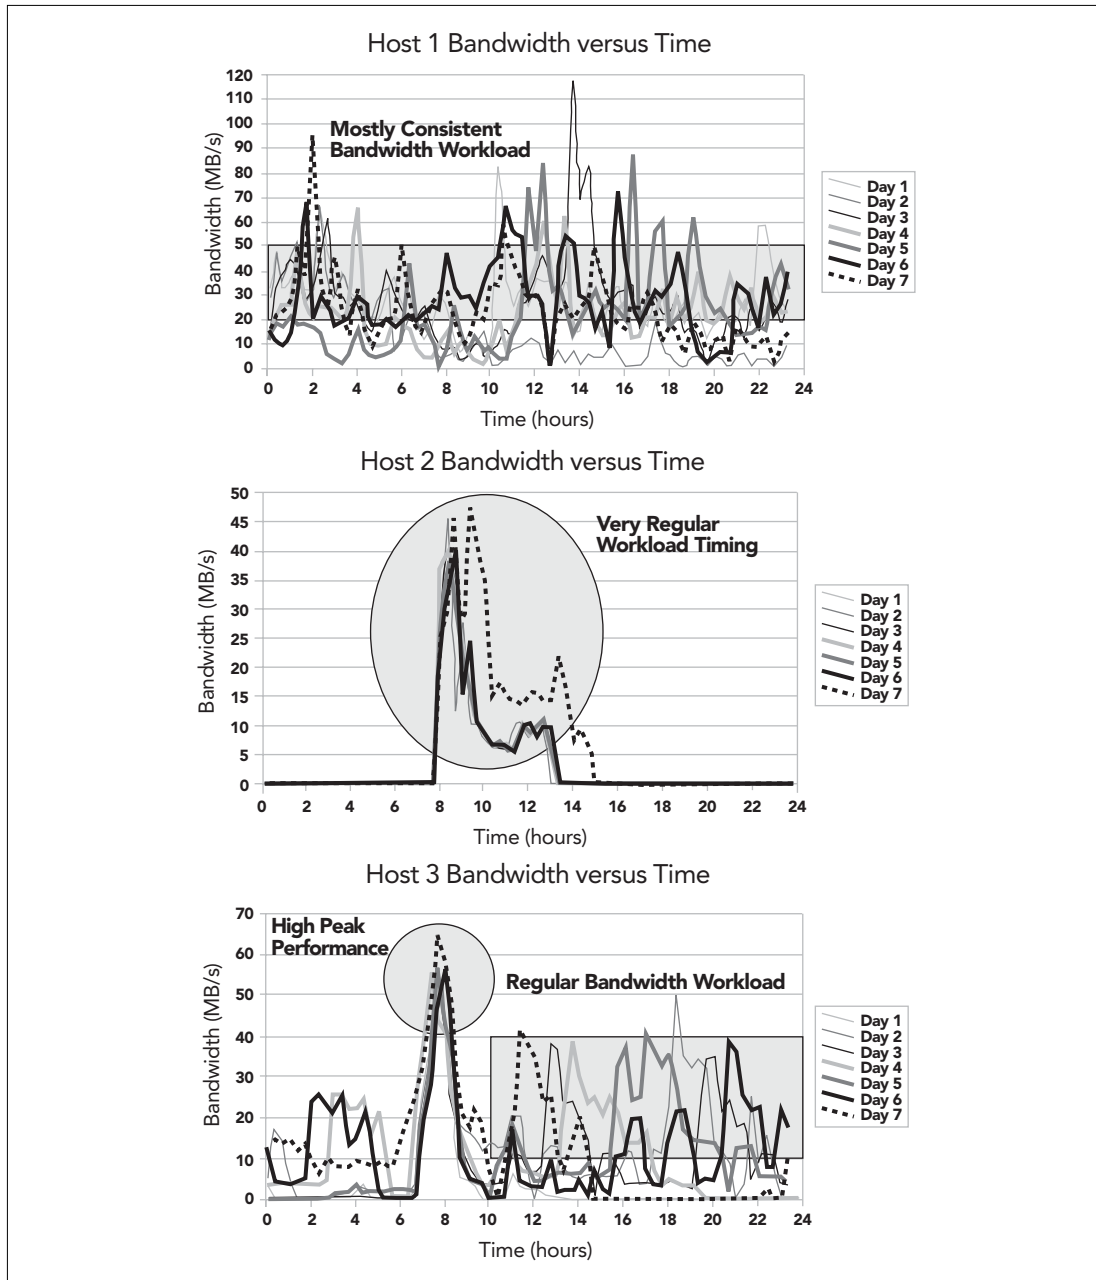 Host 1 Bandwidth versus Time
120
110
100
90
80
70
60
50
40
30
20
10
0
Bandwidth (MB/s)
Mostly Consistent
Bandwidth Workload
0 2 4 6 8 10 12 14 16 18 20 22 24
Time (hours)
Day 1
Day 2
Day 3
Day 4
Day 5
Day 6
Day 7
Host 2 Bandwidth versus Time
50
45
40
35
30
25
20
15
10
5
0
Bandwidth (MB/s)
Very Regular
Workload Timing
0 2 4 6 8 10 12 14 16 18 20 22 24
Time (hours)
Day 1
Day 2
Day 3
Day 4
Day 5
Day 6
Day 7
Host 3 Bandwidth versus Time
70
60
50
40
30
20
10
0
Bandwidth (MB/s)
High Peak
Performance
Regular Bandwidth Workload
0 2 4 6 8 10 12 14 16 18 20 22 24
Time (hours)
Day 1
Day 2
Day 3
Day 4
Day 5
Day 6
Day 7